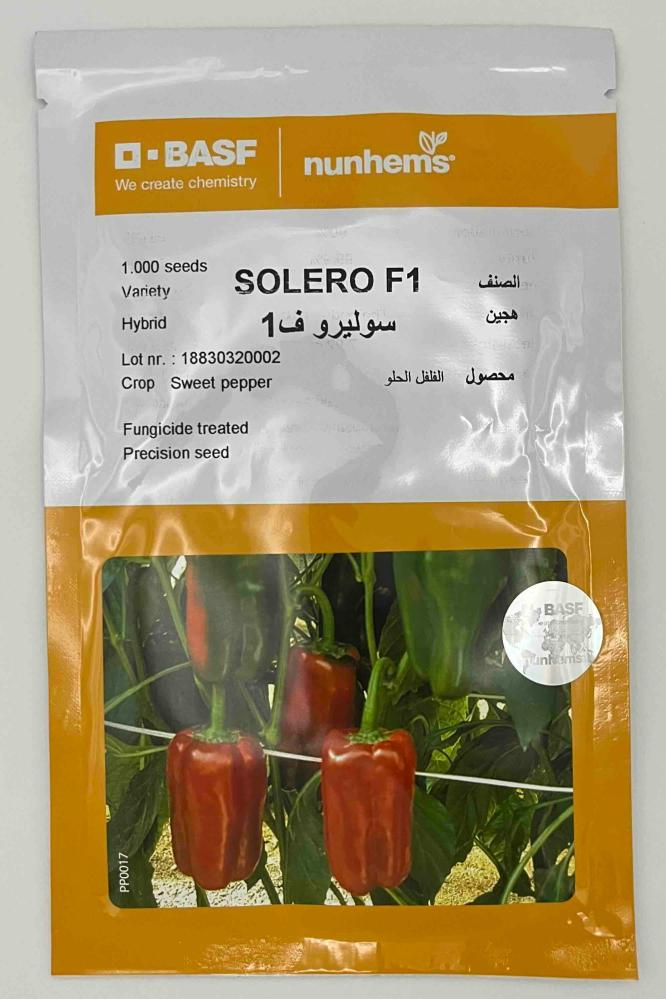 BASF
We create chemistry
nunhems®
1.000 seeds
Variety SOLERO F1 الصنف
Hybrid سوليرو ف1 هجين
Lot nr. : 18830320002
Crop Sweet pepper محصول الفلفل الحلو
Fungicide treated
Precision seed
BASF
nunhems
PP0017